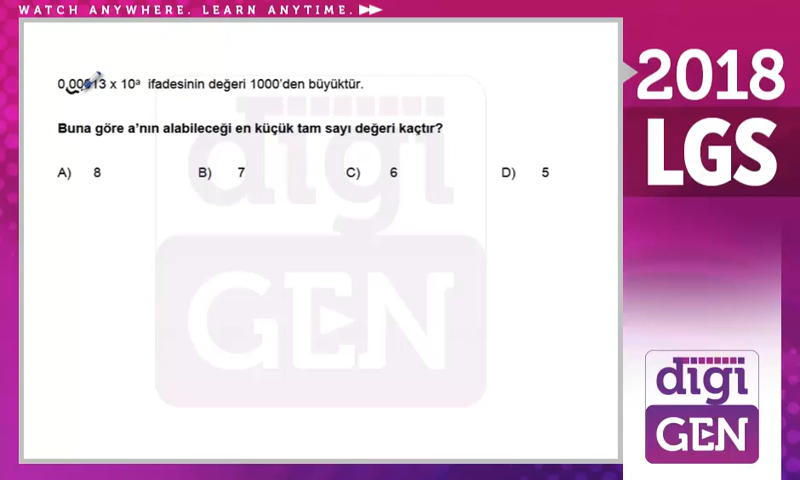 WATCH ANYWHERE. LEARN ANYTIME.
x 10ᵃ ifadesinin değeri 1000'den büyüktür.
Buna göre a'nın alabileceği en küçük tam sayı değeri kaçtır?
A) 8 B) 7 C) 6 D) 5
digi
GEN
2018
LGS
digi
GEN